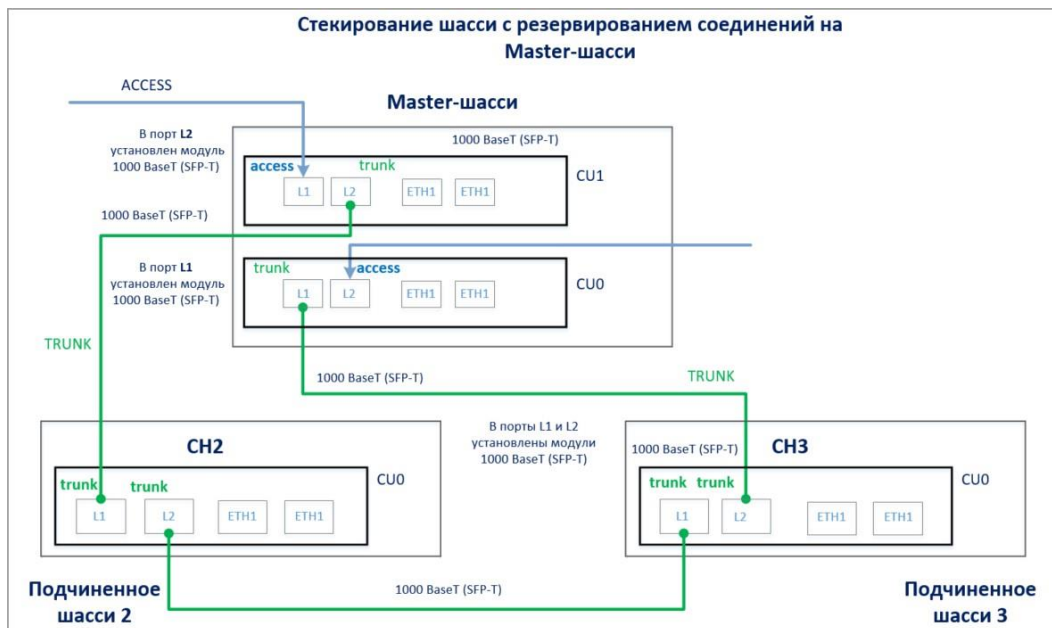 Стекирование шасси с резервированием соединений на
Master-шасси
ACCESS
Master-шасси
В порт L2
установлен модуль
1000 BaseT (SFP-T)
1000 BaseT (SFP-T)
access
trunk
CU1
L1
L2
ETH1
ETH1
1000 BaseT (SFP-T)
В порт L1
установлен модуль
1000 BaseT (SFP-T)
trunk
access
CU0
L1
L2
ETH1
ETH1
TRUNK
1000 BaseT (SFP-T)
TRUNK
В порты L1 и L2
установлены модули
1000 BaseT (SFP-T)
CH2
CU0
trunk
trunk
L1
L2
ETH1
ETH1
CH3
1000 BaseT (SFP-T)
CU0
trunk
trunk
L1
L2
ETH1
ETH1
Подчиненное
шасси 2
1000 BaseT (SFP-T)
Подчиненное
шасси 3